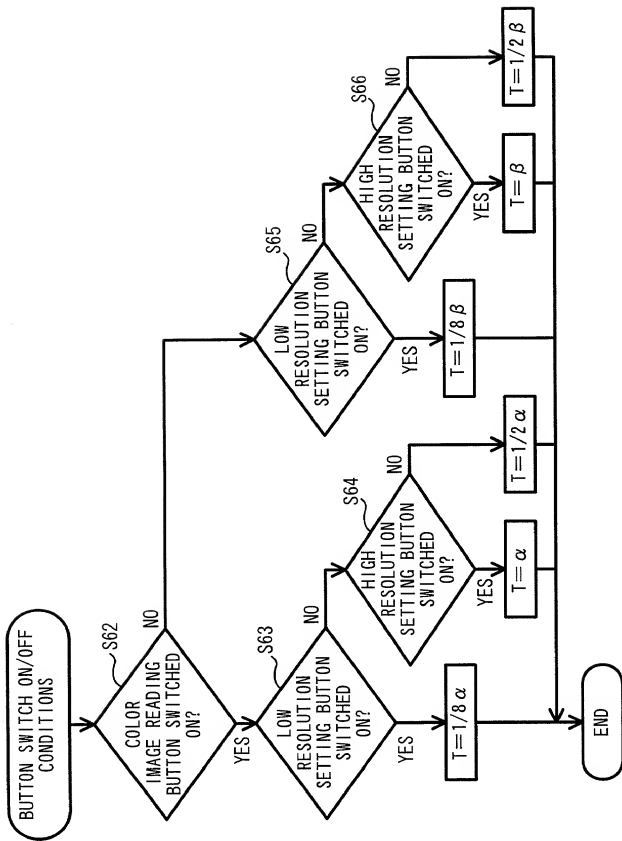 BUTTON SWITCH ON/OFF
CONDITIONS
S62
COLOR
IMAGE READING
BUTTON SWITCHED
ON?
NO
YES
S63
LOW
RESOLUTION
SETTING BUTTON
SWITCHED
ON?
NO
YES
T=1/8α
S64
HIGH
RESOLUTION
SETTING BUTTON
SWITCHED
ON?
NO
YES
T=α
T=1/2α
S65
LOW
RESOLUTION
SETTING BUTTON
SWITCHED
ON?
NO
YES
T=1/8β
S66
HIGH
RESOLUTION
SETTING BUTTON
SWITCHED
ON?
NO
YES
T=β
T=1/2β
END